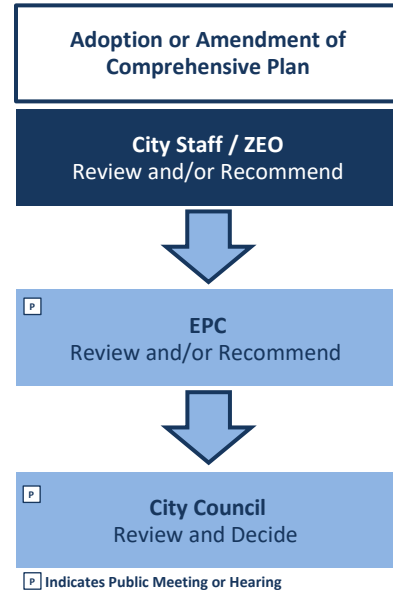 Adoption or Amendment of
Comprehensive Plan
City Staff / ZEO
Review and/or Recommend
P
EPC
Review and/or Recommend
P
City Council
Review and Decide
P Indicates Public Meeting or Hearing